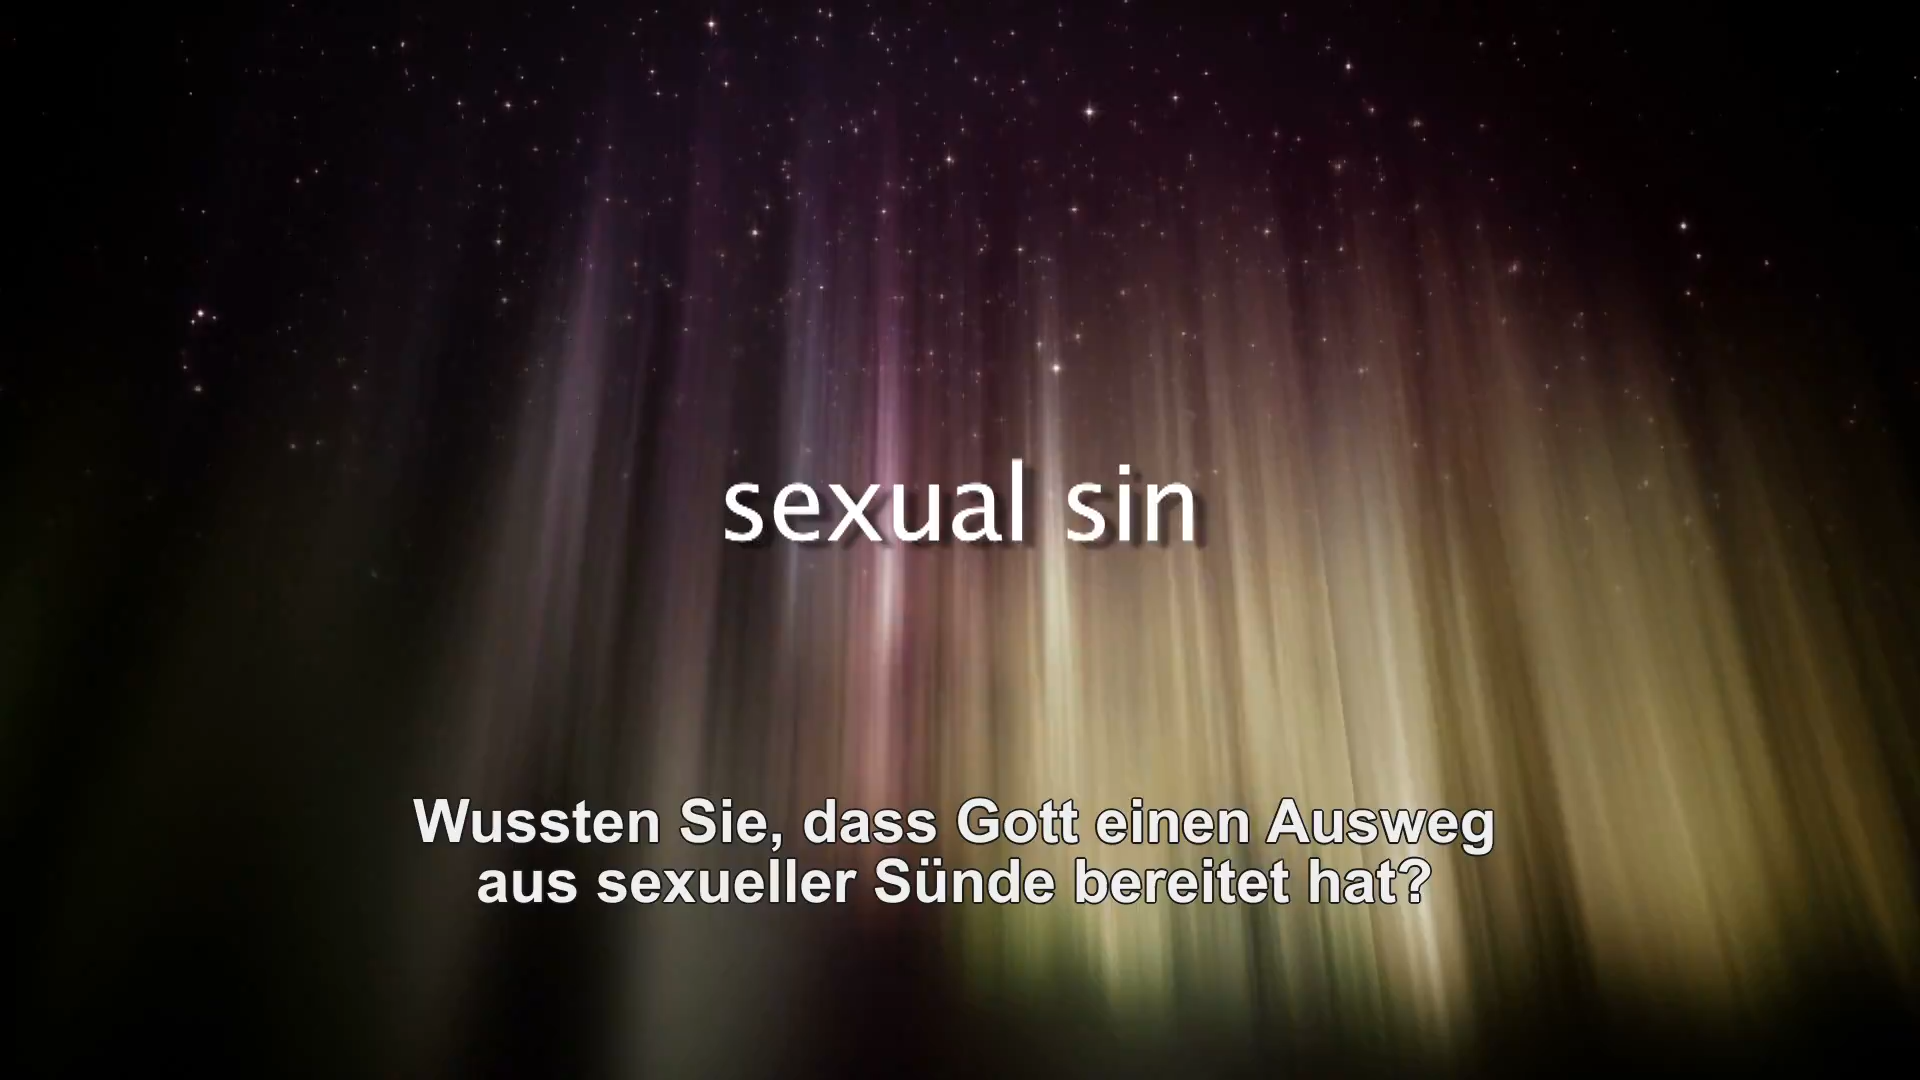 sexual sin
Wussten Sie, dass Gott einen Ausweg
aus sexueller Sünde bereitet hat?